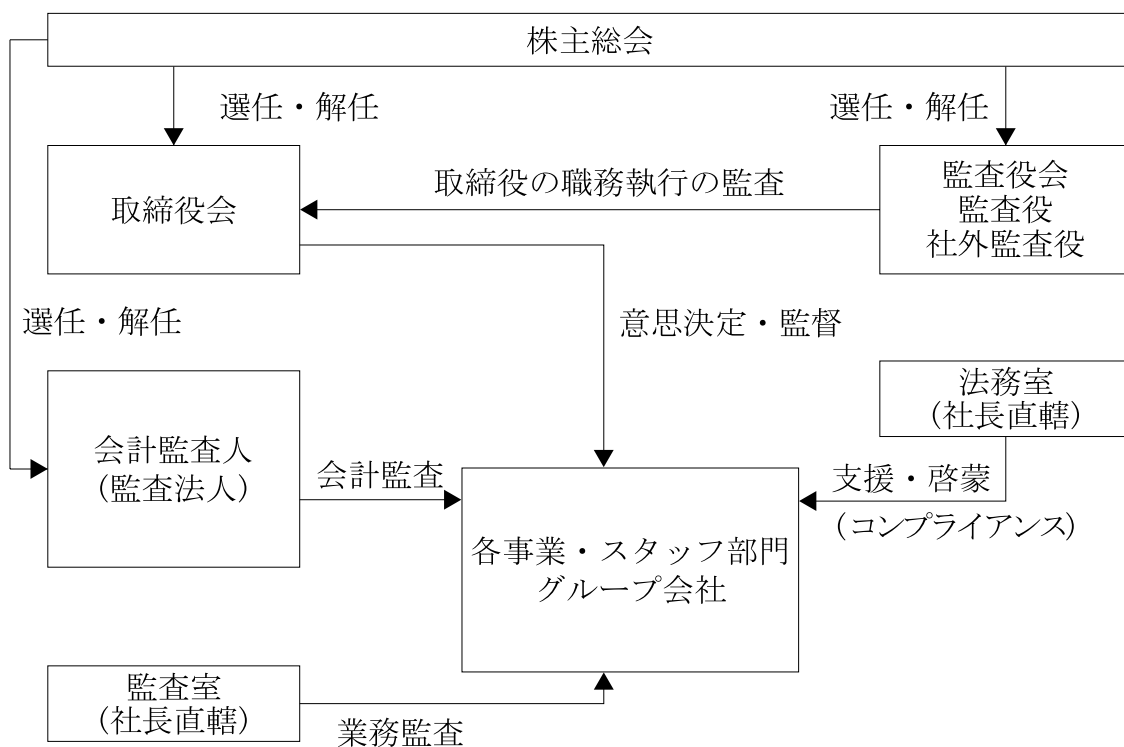 株主総会
選任・解任
選任・解任
取締役会
取締役の職務執行の監査
監査役会
監査役
社外監査役
選任・解任
意思決定・監督
法務室
(社長直轄)
会計監査人
(監査法人)
会計監査
支援・啓蒙
(コンプライアンス)
各事業・スタッフ部門
グループ会社
監査室
(社長直轄)
業務監査